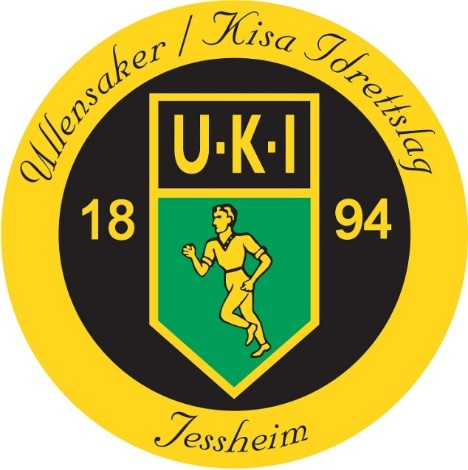 Ullensaker / Kisa Idrettslag
U·K·I
18 94
Jessheim